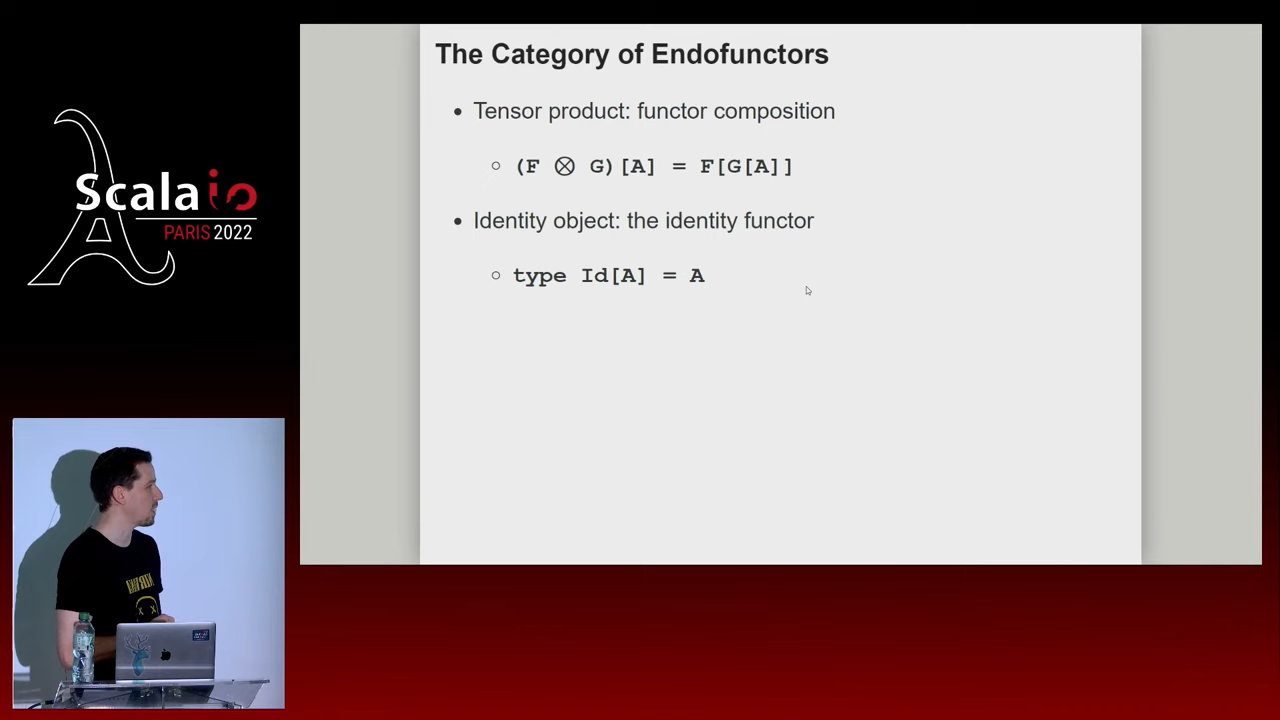 The Category of Endofunctors
Tensor product: functor composition
(F ⊗ G)[A] = F[G[A]]
Identity object: the identity functor
type Id[A] = A
Scala io
PARIS 2022